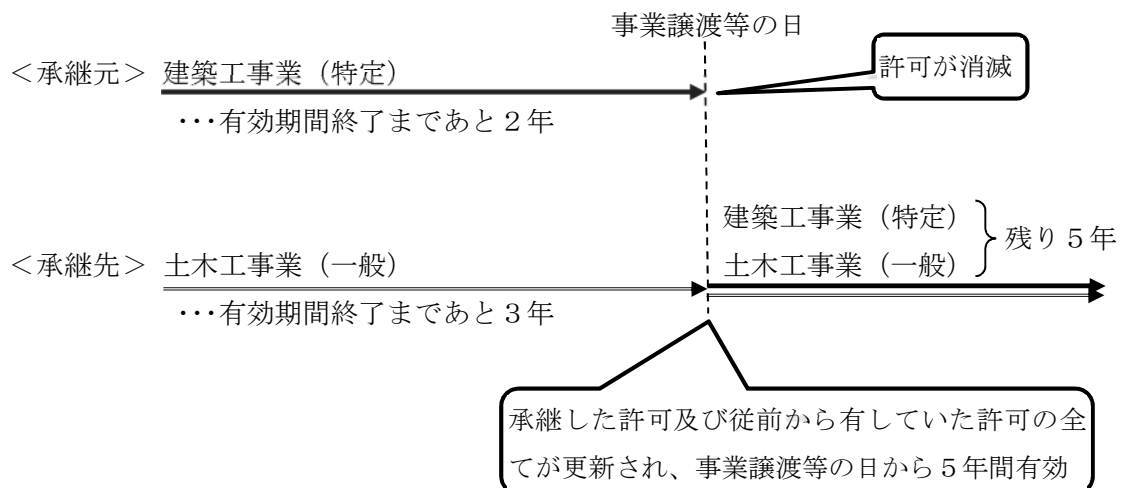 事業譲渡等の日
<承継元> 建築工事業(特定)
許可が消滅
・・・有効期間終了まであと2年
建築工事業(特定)
残り5年
<承継先> 土木工事業(一般)
土木工事業(一般)
・・・有効期間終了まであと3年
承継した許可及び従前から有していた許可の全
てが更新され、事業譲渡等の日から5年間有効